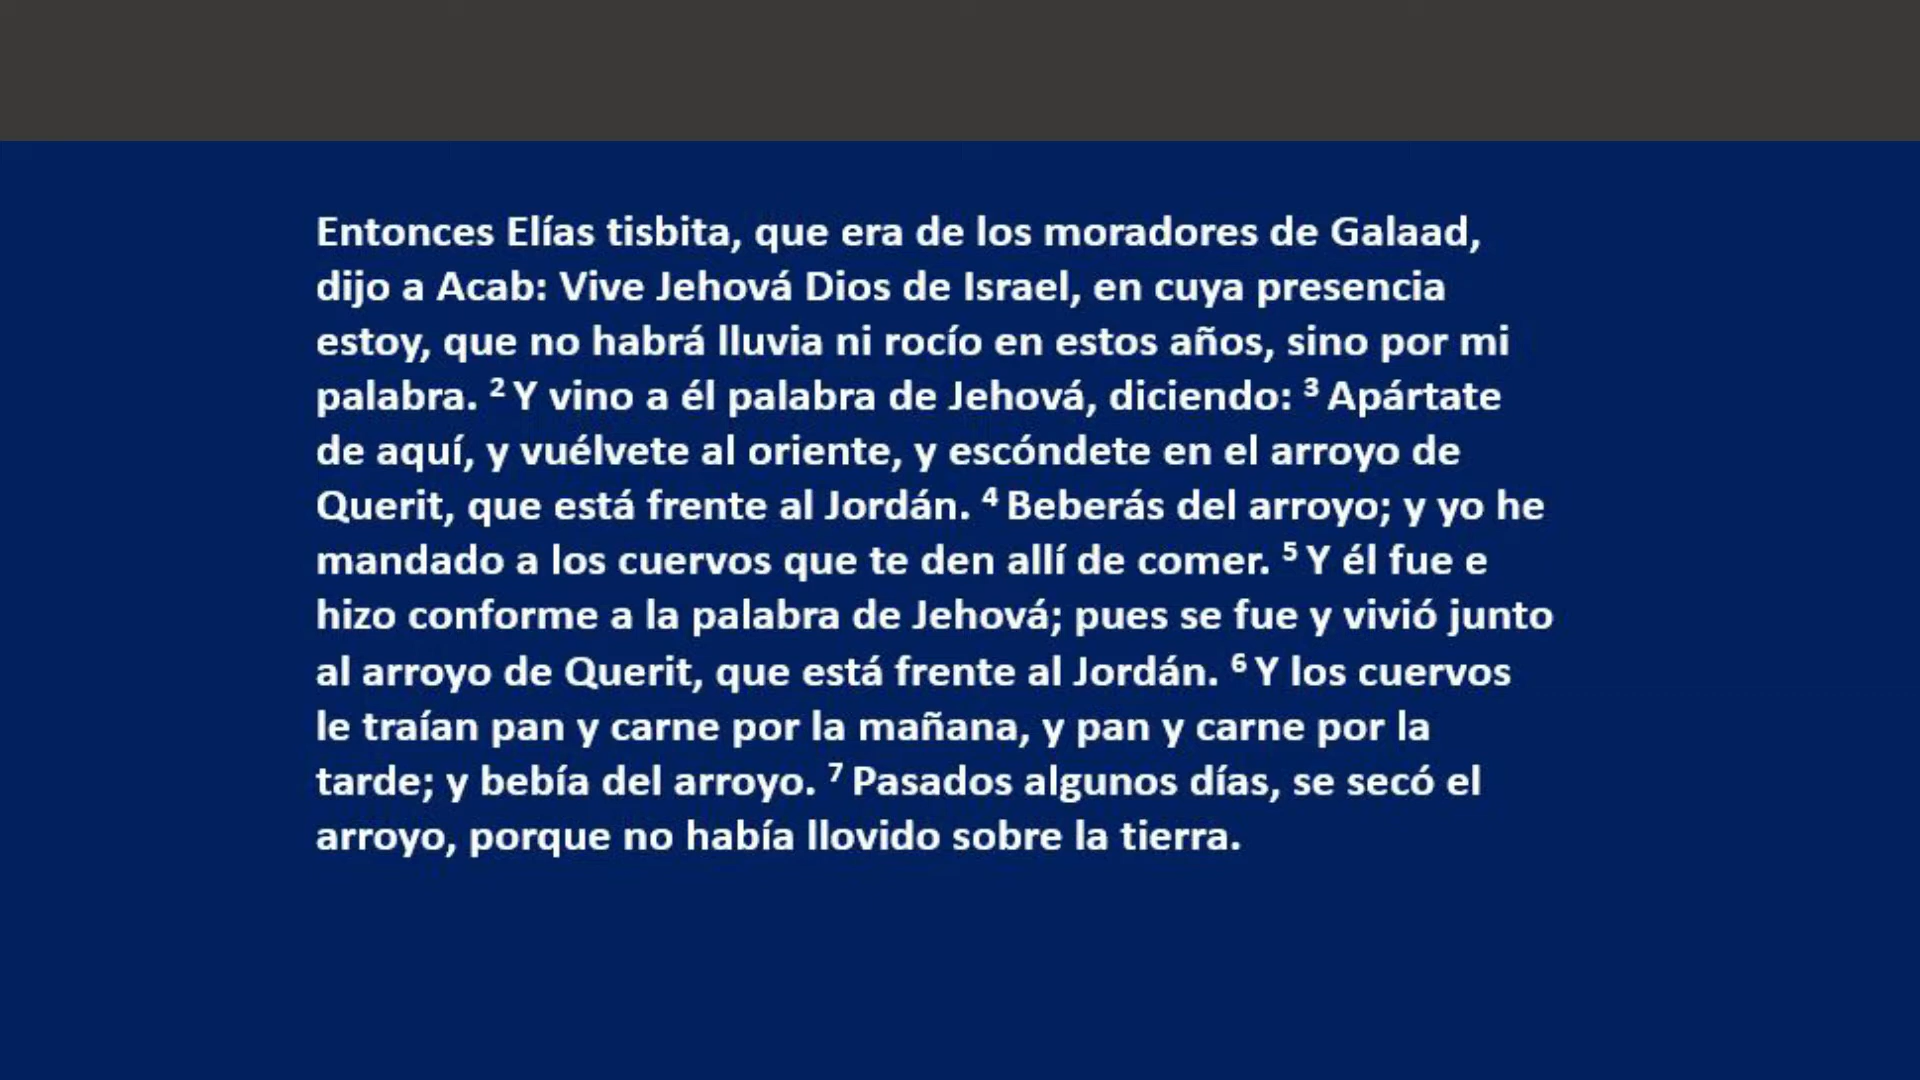 Entonces Elías tisbita, que era de los moradores de Galaad,
dijo a Acab: Vive Jehová Dios de Israel, en cuya presencia
estoy, que no habrá lluvia ni rocío en estos años, sino por mi
palabra. ² Y vino a él palabra de Jehová, diciendo: ³ Apártate
de aquí, y vuélvete al oriente, y escóndete en el arroyo de
Querit, que está frente al Jordán. ⁴ Beberás del arroyo; y yo he
mandado a los cuervos que te den allí de comer. ⁵ Y él fue e
hizo conforme a la palabra de Jehová; pues se fue y vivió junto
al arroyo de Querit, que está frente al Jordán. ⁶ Y los cuervos
le traían pan y carne por la mañana, y pan y carne por la
tarde; y bebía del arroyo. ⁷ Pasados algunos días, se secó el
arroyo, porque no había llovido sobre la tierra.